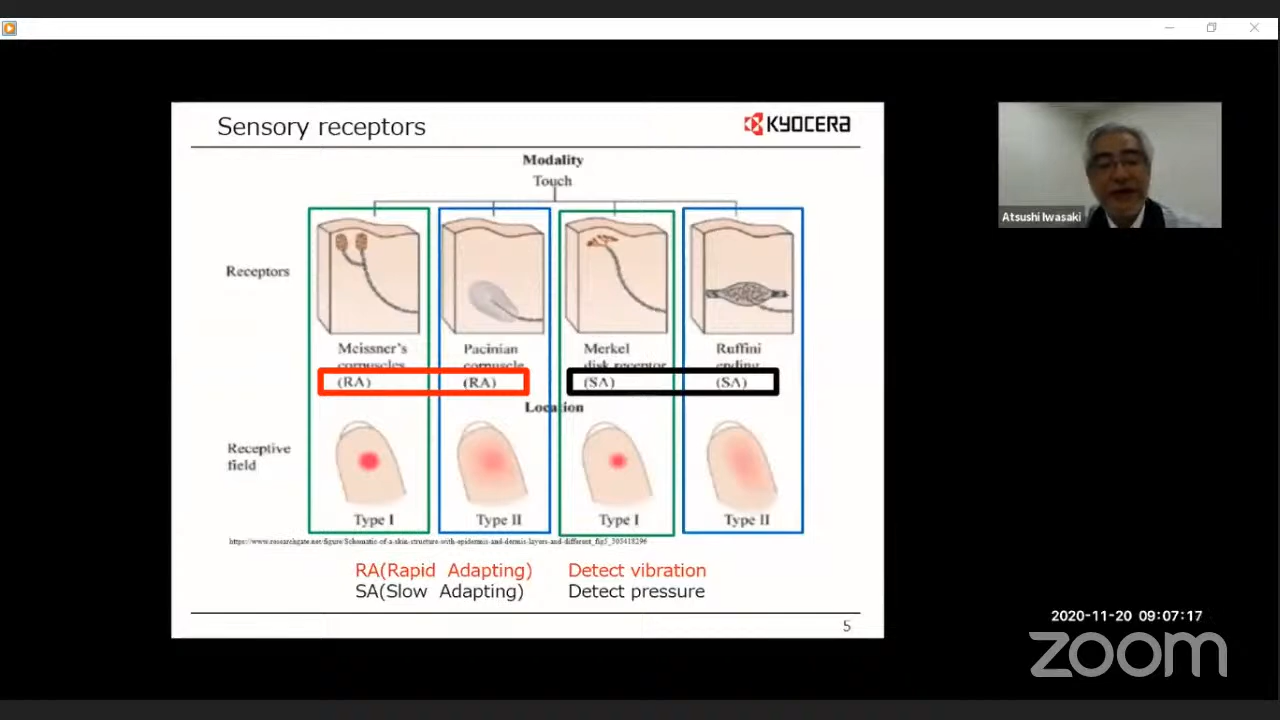 Sensory receptors
KYOCERA
Modality
Touch
Receptors
Meissner's
corpuscles
(RA)
Pacinian
corpuscle
(RA)
Merkel
disk receptor
(SA)
Ruffini
ending
(SA)
Location
Receptive
field
Type I
Type II
Type I
Type II
https://www.researchgate.net/figure/Schematic-of-a-skin-structure-with-epidermis-and-dermis-layers-and-different_fig5_303418296
RA(Rapid Adapting) Detect vibration
SA(Slow Adapting) Detect pressure
5
Atsushi Iwasaki
2020-11-20 09:07:17
zoom